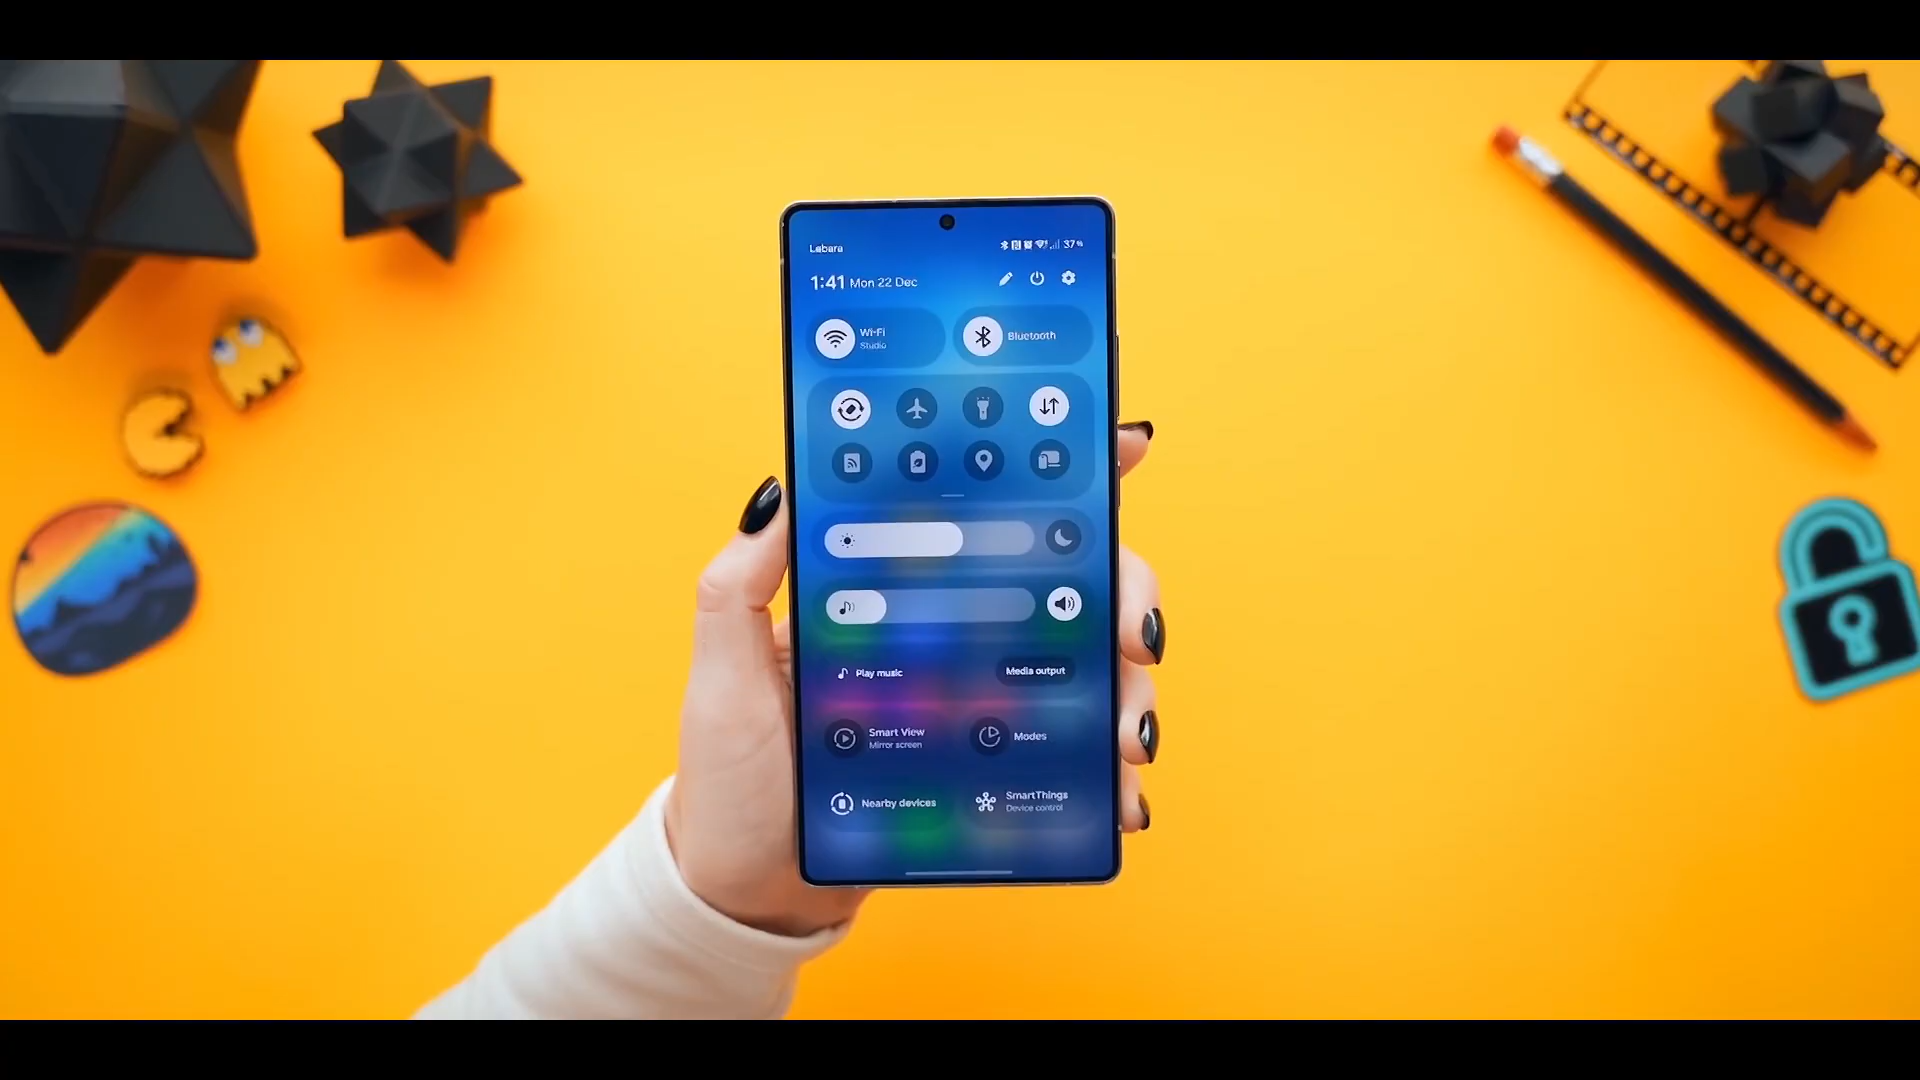 Lebara
37%
1:41 Mon 22 Dec
Wi-Fi
Studio
Bluetooth
Play music
Media output
Smart View
Mirror screen
Modes
Nearby devices
SmartThings
Device control